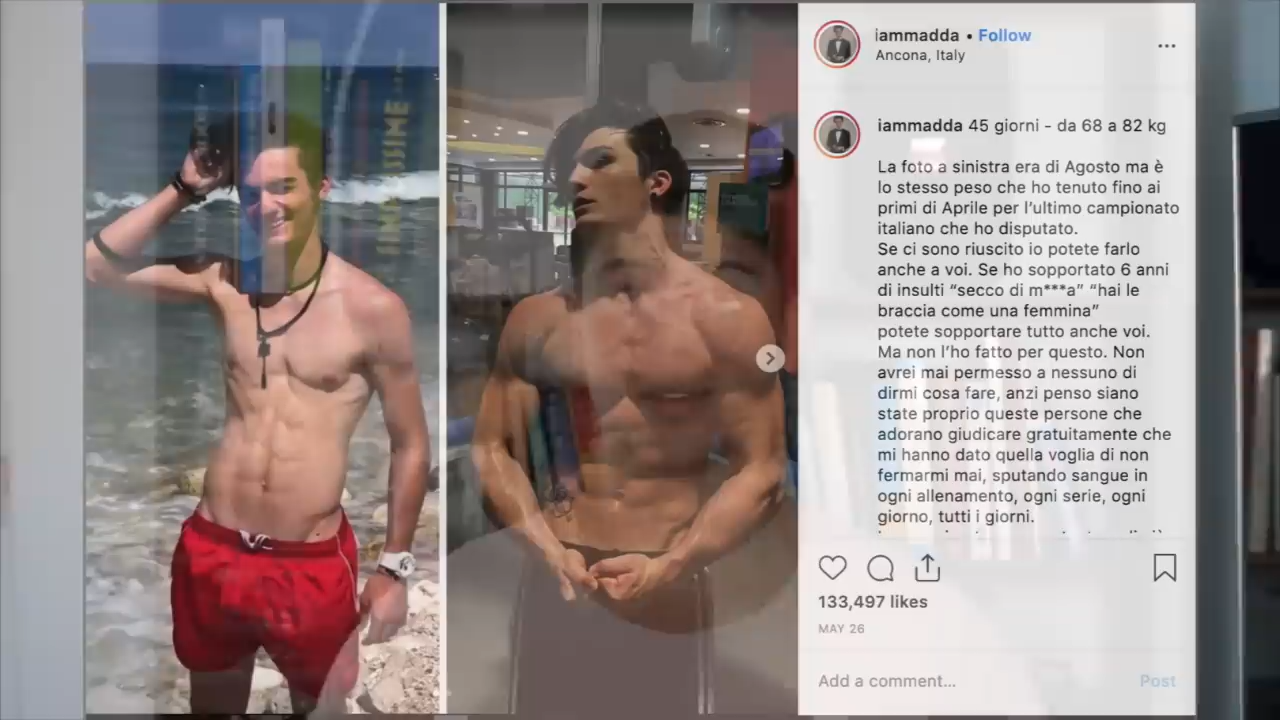 iammadda • Follow
Ancona, Italy
iammadda 45 giorni - da 68 a 82 kg
La foto a sinistra era di Agosto ma è
lo stesso peso che ho tenuto fino ai
primi di Aprile per l'ultimo campionato
italiano che ho disputato.
Se ci sono riuscito io potete farlo
anche a voi. Se ho sopportato 6 anni
di insulti “secco di m***a” “hai le
braccia come una femmina”
potete sopportare tutto anche voi.
Ma non l'ho fatto per questo. Non
avrei mai permesso a nessuno di
dirmi cosa fare, anzi penso siano
state proprio queste persone che
adorano giudicare gratuitamente che
mi hanno dato quella voglia di non
fermarmi mai, sputando sangue in
ogni allenamento, ogni serie, ogni
giorno, tutti i giorni.
133,497 likes
MAY 26
Add a comment...
Post